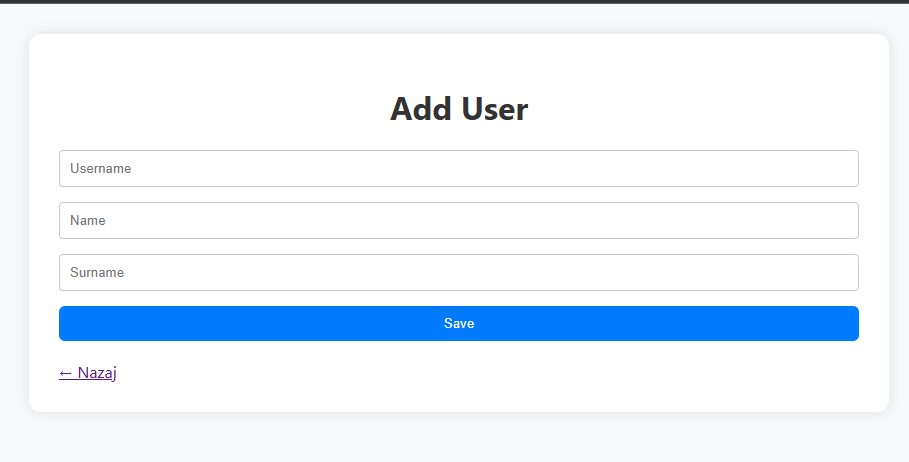 Add User
Username
Name
Surname
Save
← Nazaj